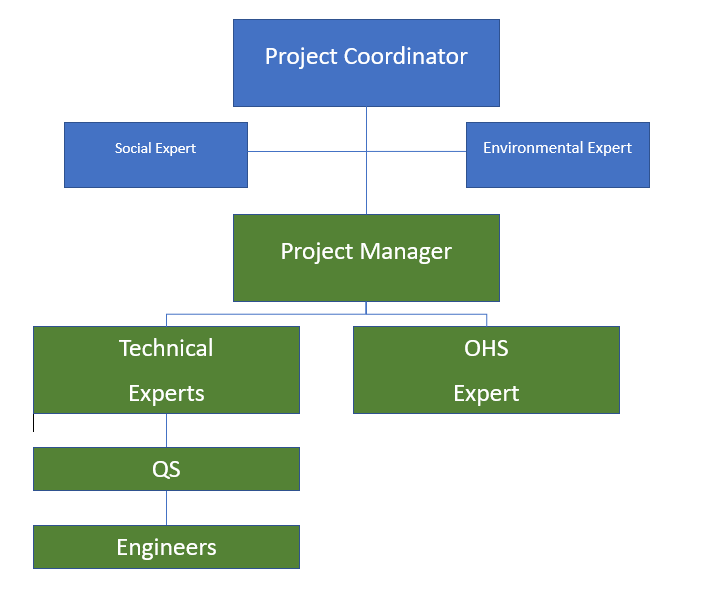 Project Coordinator
Social Expert
Environmental Expert
Project Manager
Technical
Experts
OHS
Expert
QS
Engineers